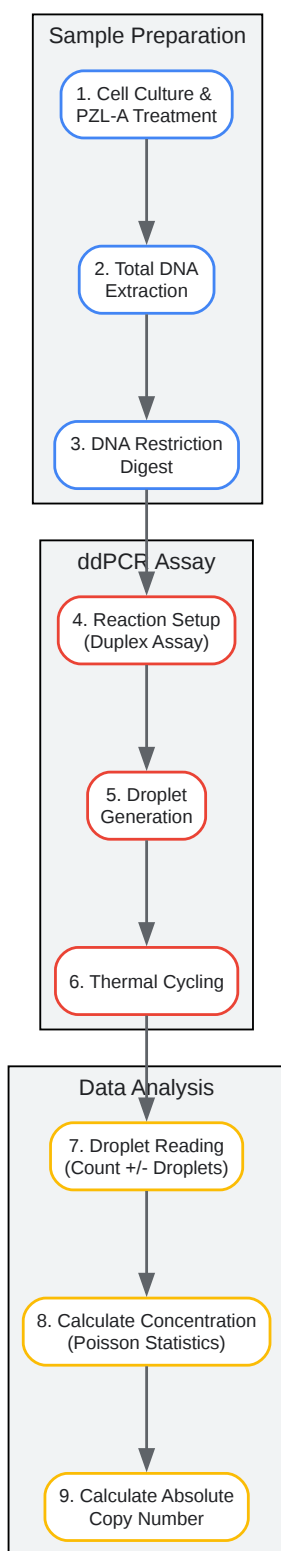 Sample Preparation
1. Cell Culture &
PZL-A Treatment
2. Total DNA
Extraction
3. DNA Restriction
Digest
ddPCR Assay
4. Reaction Setup
(Duplex Assay)
5. Droplet
Generation
6. Thermal Cycling
Data Analysis
7. Droplet Reading
(Count +/- Droplets)
8. Calculate Concentration
(Poisson Statistics)
9. Calculate Absolute
Copy Number